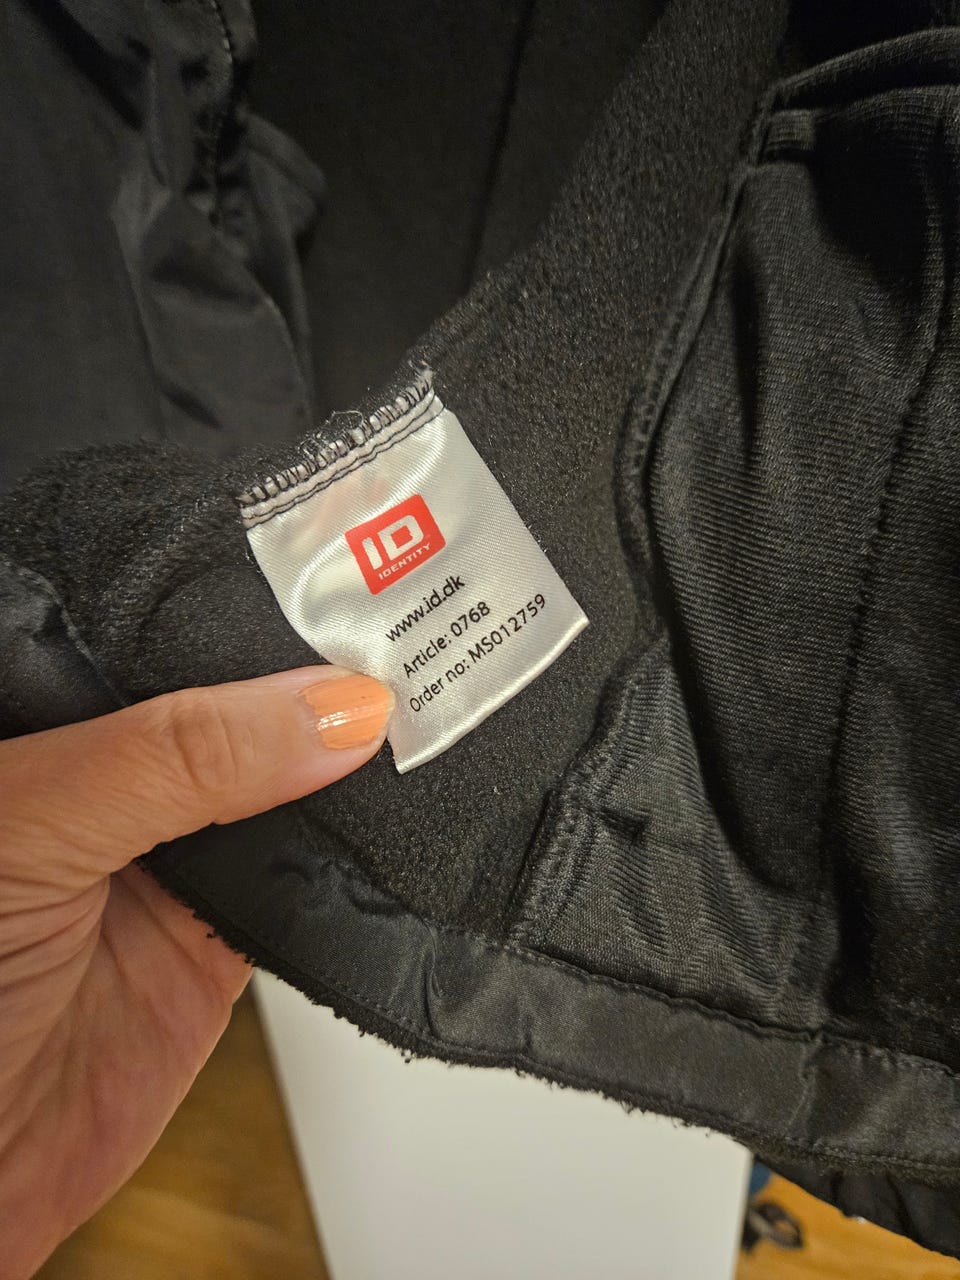 ID
IDENTITY
www.id.dk
Article: 0768
Order no: MS012759